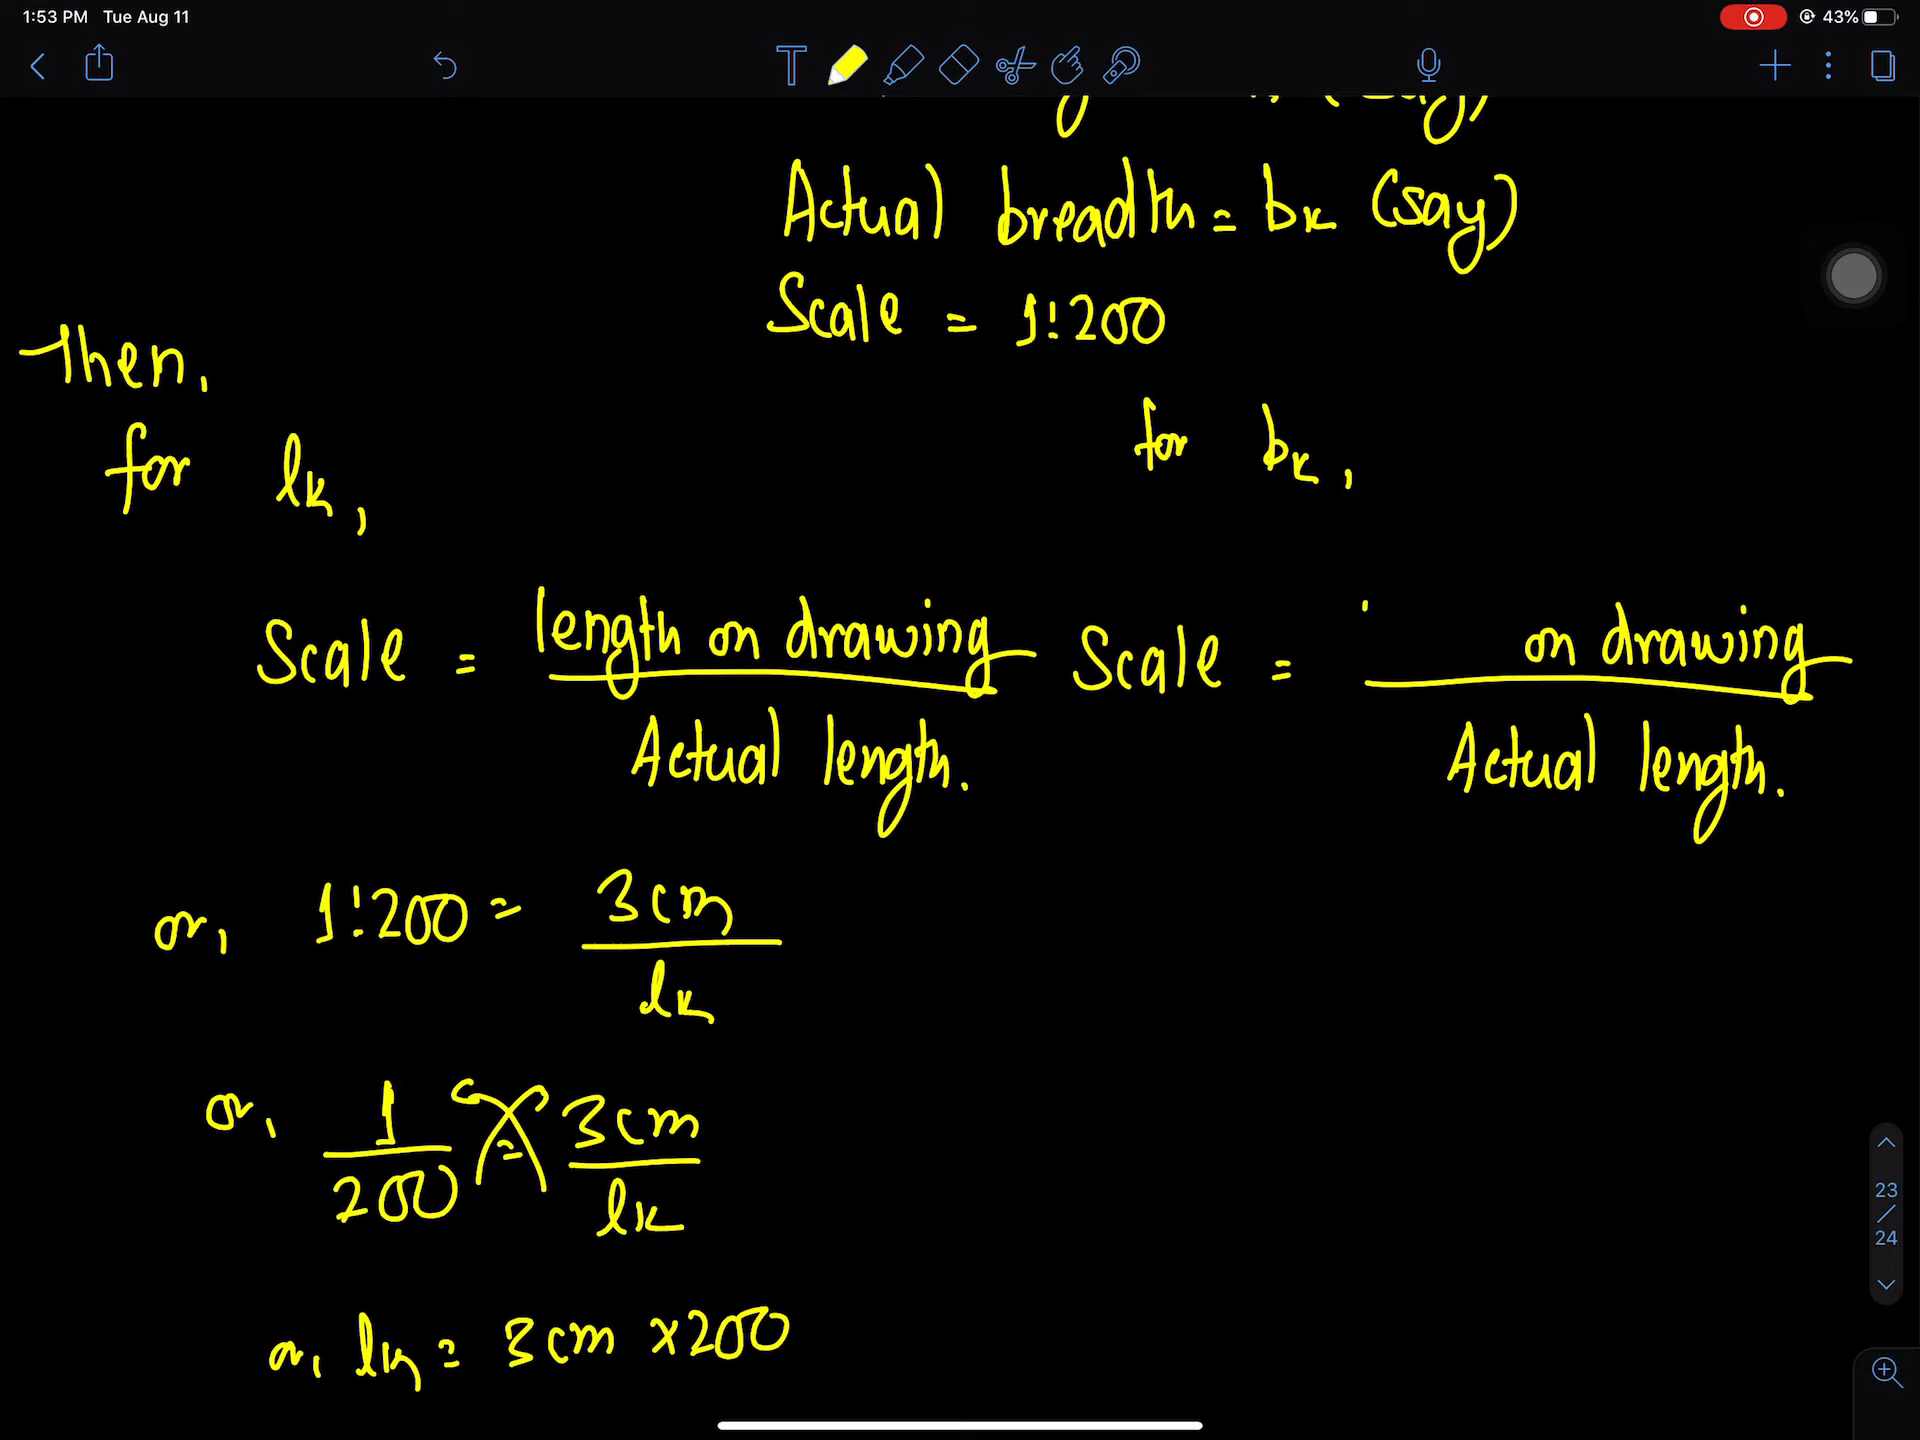 1:53 PM Tue Aug 11
43%
Actual breadth = bk (say)
Scale = 1:200
Then,
for lk,
for bk,
Scale = length on drawing / Actual length.
Scale = on drawing / Actual length.
or, 1:200 = 3cm / lk
or, 1/200 = 3cm / lk
or, lk = 3cm × 200
23
/
24